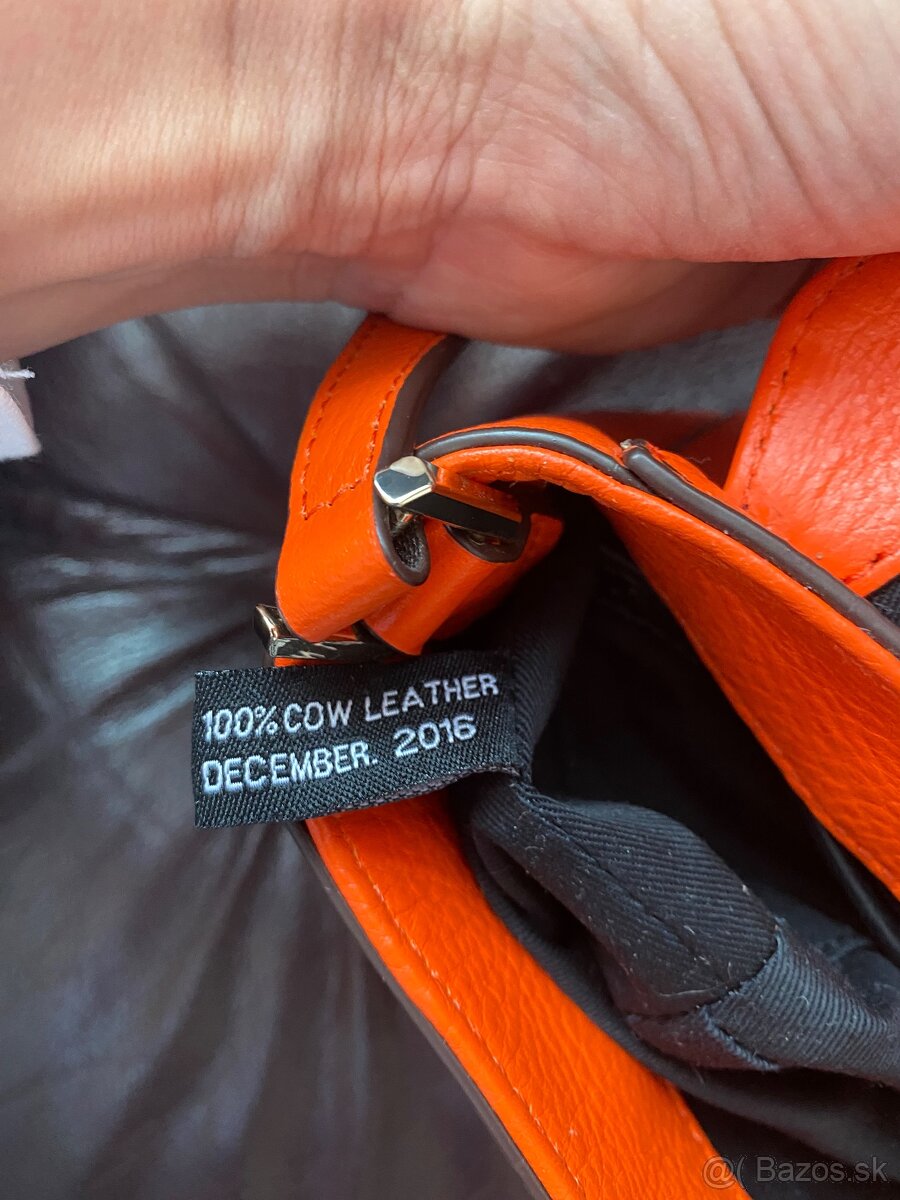 100% COW LEATHER
DECEMBER. 2016
@( Bazos.sk